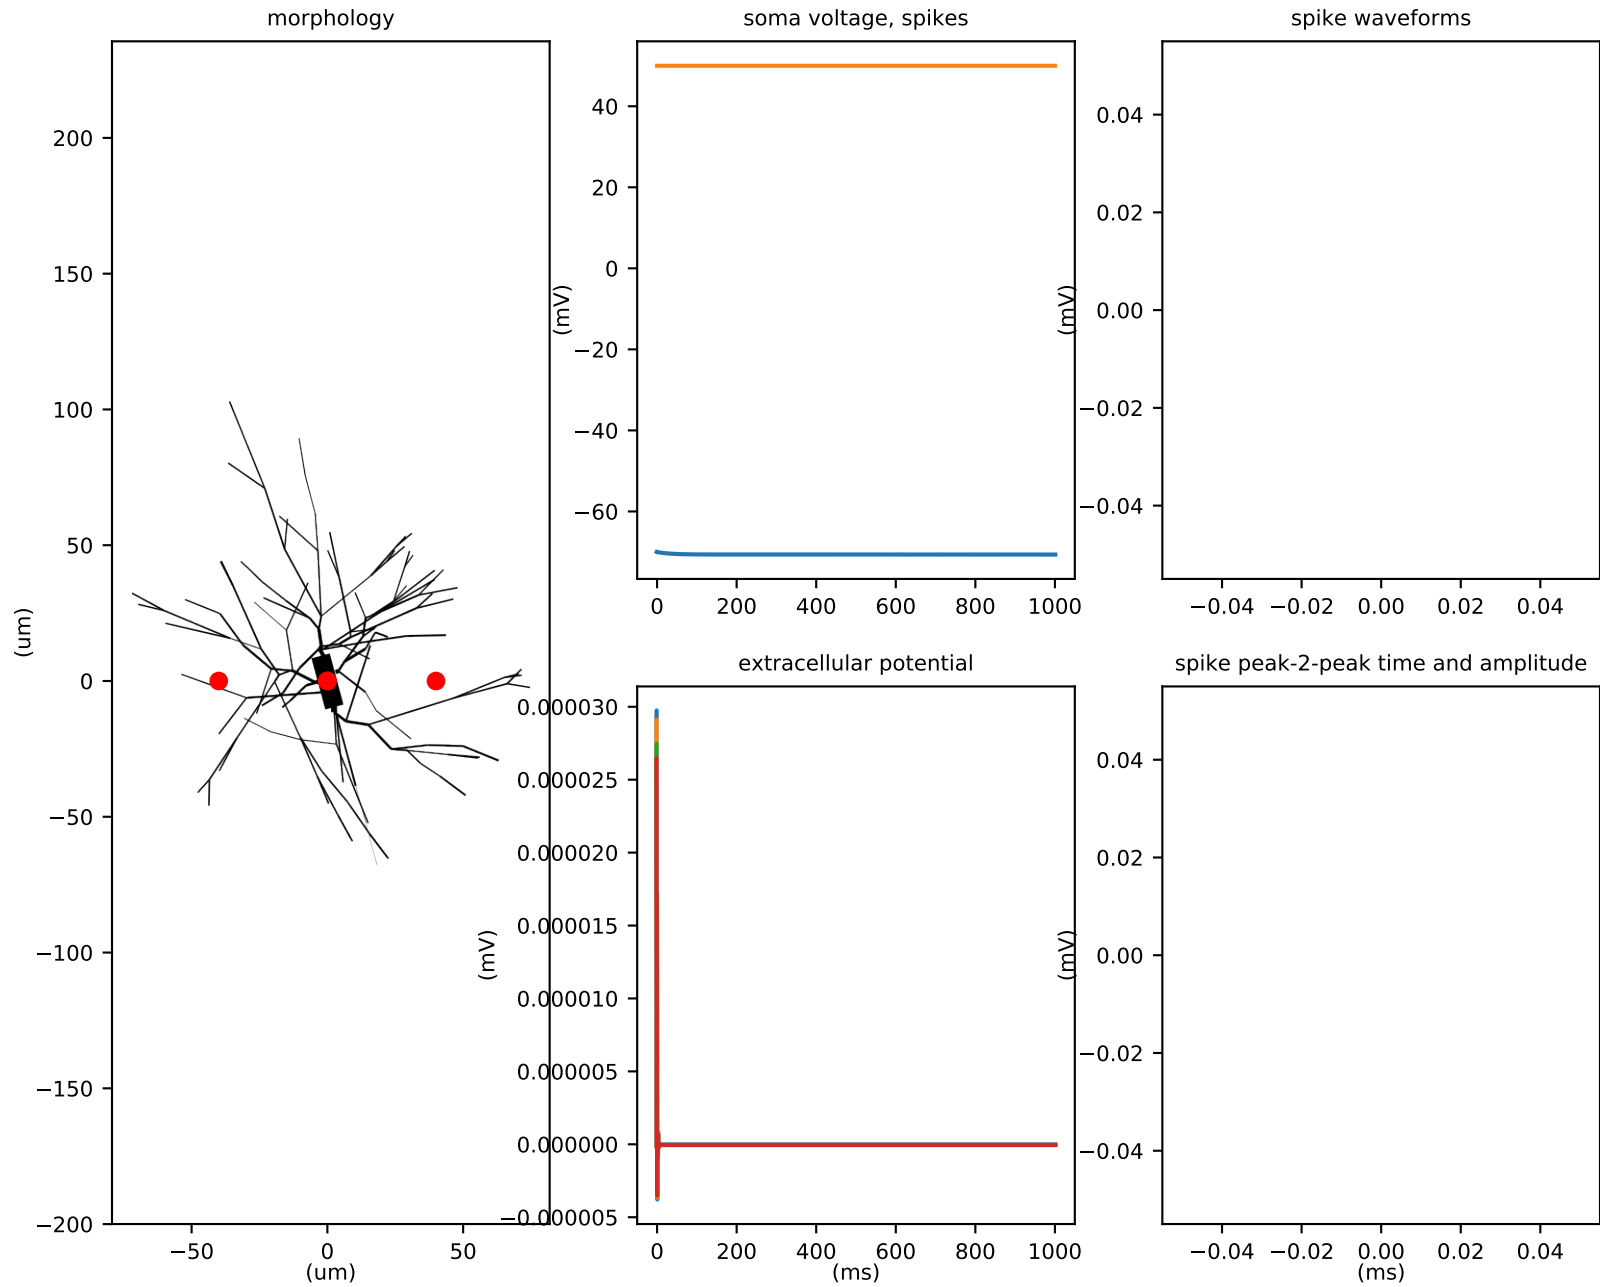 morphology
200
150
100
50
0
−50
−100
−150
−200
(um)
−50 0 50
(um)
soma voltage, spikes
40
20
0
−20
−40
−60
(mV)
0 200 400 600 800 1000
spike waveforms
0.04
0.02
0.00
−0.02
−0.04
(mV)
−0.04 −0.02 0.00 0.02 0.04
extracellular potential
0.000030
0.000025
0.000020
0.000015
0.000010
0.000005
0.000000
−0.000005
(mV)
0 200 400 600 800 1000
(ms)
spike peak-2-peak time and amplitude
0.04
0.02
0.00
−0.02
−0.04
(mV)
−0.04 −0.02 0.00 0.02 0.04
(ms)